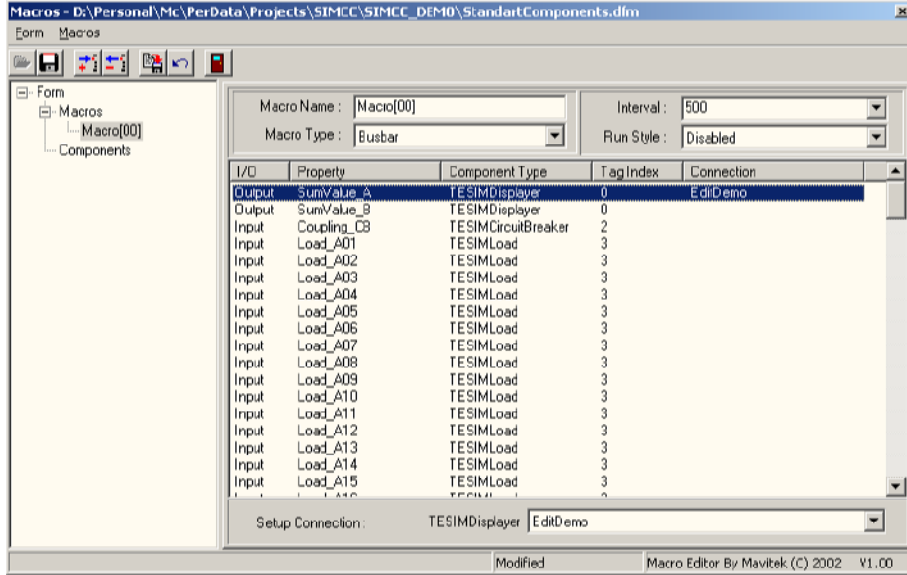 Macros - D:\Personal\Mc\PerData\Projects\SIMCC\SIMCC_DEMO\StandartComponents.dfm
Form Macros
Form
Macros
Macro[00]
Components
Macro Name : Macro[00]
Macro Type : Busbar
Interval : 500
Run Style : Disabled
I/O Property Component Type Tag Index Connection
Output SumValue_A TESIMDisplayer 0 EditDemo
Output SumValue_B TESIMDisplayer 0
Input Coupling_CB TESIMCircuitBreaker 2
Input Load_A01 TESIMLoad 3
Input Load_A02 TESIMLoad 3
Input Load_A03 TESIMLoad 3
Input Load_A04 TESIMLoad 3
Input Load_A05 TESIMLoad 3
Input Load_A06 TESIMLoad 3
Input Load_A07 TESIMLoad 3
Input Load_A08 TESIMLoad 3
Input Load_A09 TESIMLoad 3
Input Load_A10 TESIMLoad 3
Input Load_A11 TESIMLoad 3
Input Load_A12 TESIMLoad 3
Input Load_A13 TESIMLoad 3
Input Load_A14 TESIMLoad 3
Input Load_A15 TESIMLoad 3
Setup Connection : TESIMDisplayer EditDemo
Modified Macro Editor By Mavitek (C) 2002 V1.00